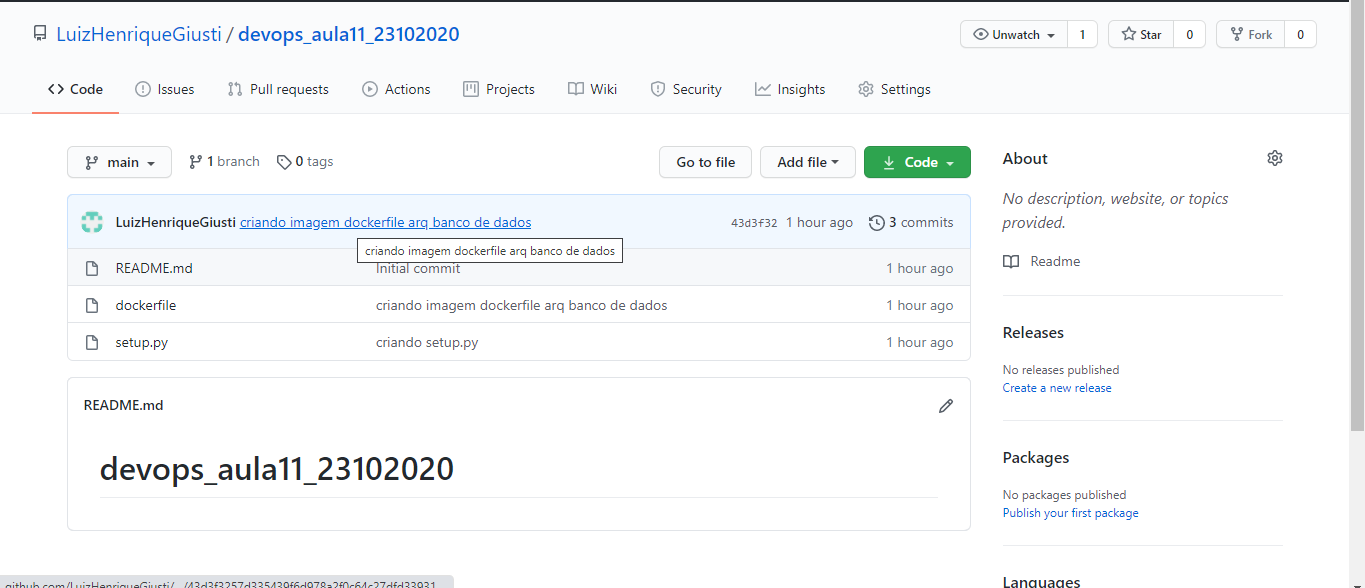 LuizHenriqueGiusti / devops_aula11_23102020
Unwatch 1 Star 0 Fork 0
Code Issues Pull requests Actions Projects Wiki Security Insights Settings
main 1 branch 0 tags Go to file Add file Code
LuizHenriqueGiusti criando imagem dockerfile arq banco de dados 43d3f32 1 hour ago 3 commits
criando imagem dockerfile arq banco de dados
README.md Initial commit 1 hour ago
dockerfile criando imagem dockerfile arq banco de dados 1 hour ago
setup.py criando setup.py 1 hour ago
README.md
devops_aula11_23102020
About
No description, website, or topics
provided.
Readme
Releases
No releases published
Create a new release
Packages
No packages published
Publish your first package
Languages
github.com/LuizHenriqueGiusti/.../43d3f3257d335439f6d978a2f0c64c27dfd33931...